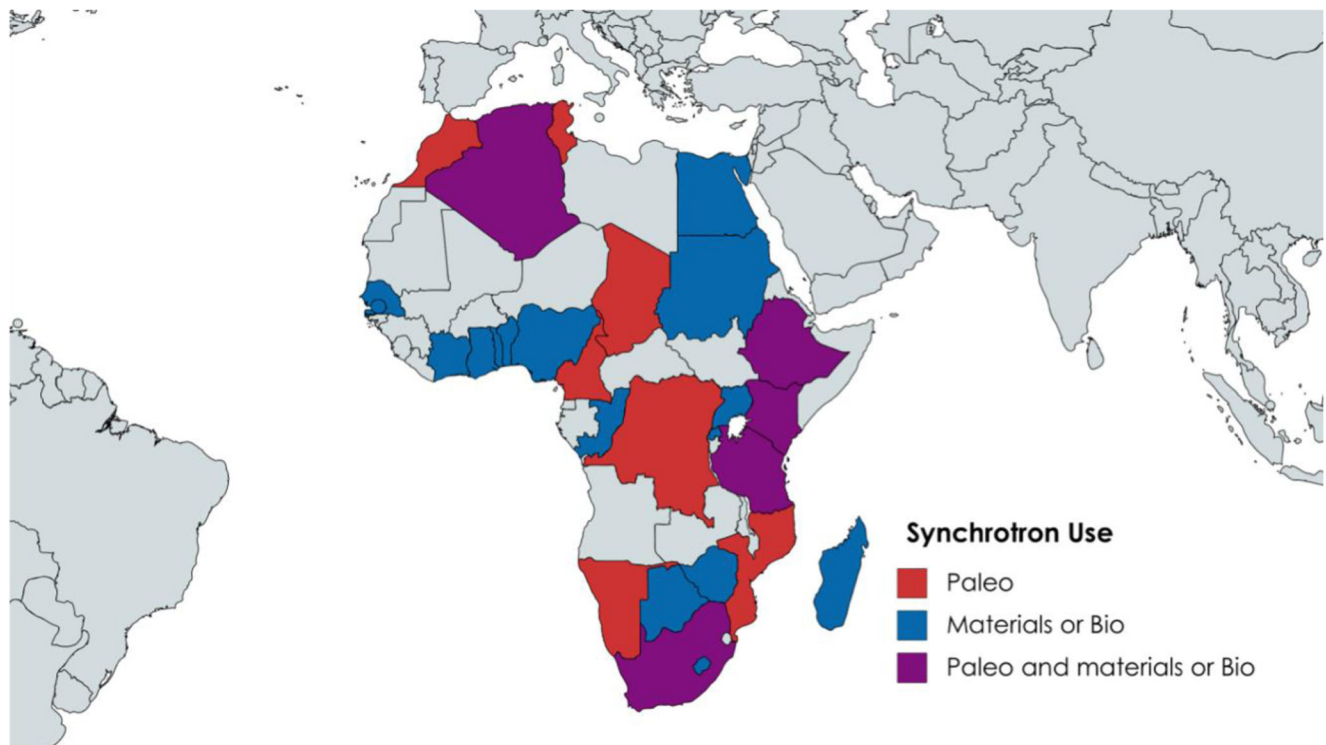 Synchrotron Use
Paleo
Materials or Bio
Paleo and materials or Bio